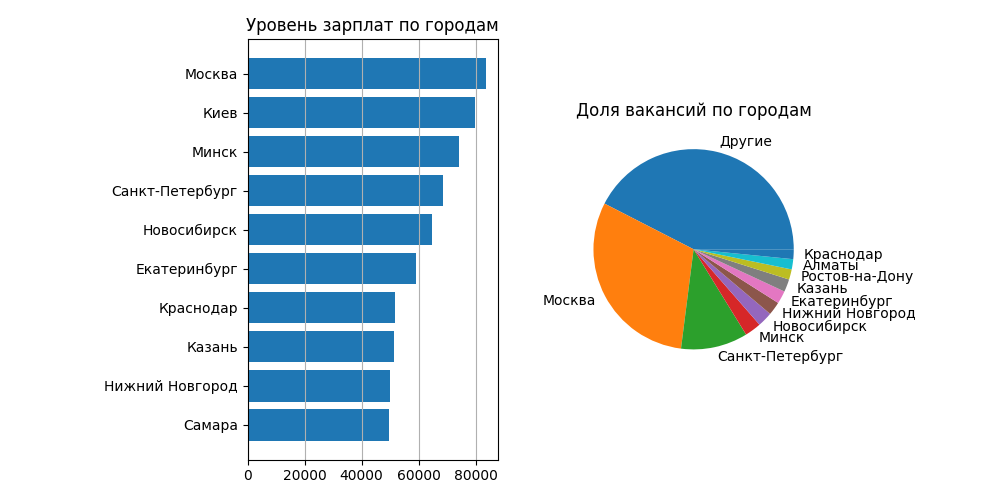 Уровень зарплат по городам
Москва
Киев
Минск
Санкт-Петербург
Новосибирск
Екатеринбург
Краснодар
Казань
Нижний Новгород
Самара
0 20000 40000 60000 80000
Доля вакансий по городам
Другие
Москва
Санкт-Петербург
Минск
Новосибирск
Нижний Новгород
Екатеринбург
Казань
Ростов-на-Дону
Алматы
Краснодар